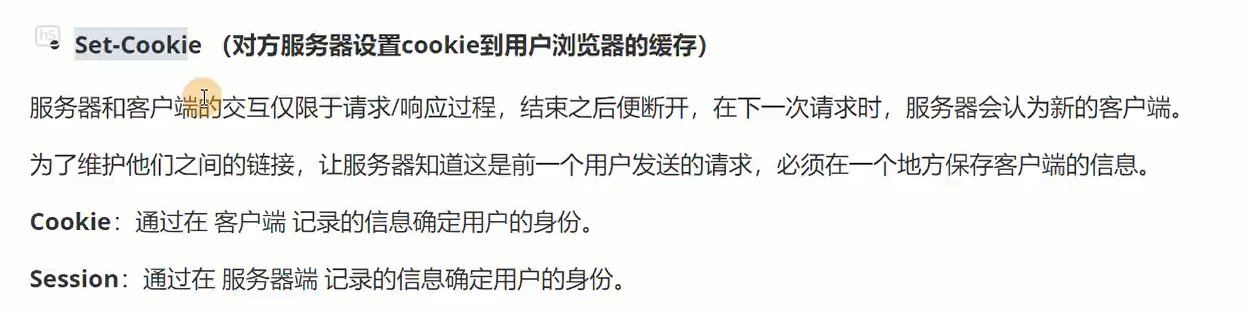 h5
Set-Cookie （对方服务器设置cookie到用户浏览器的缓存）
服务器和客户端的交互仅限于请求/响应过程，结束之后便断开，在下一次请求时，服务器会认为新的客户端。
为了维护他们之间的链接，让服务器知道这是前一个用户发送的请求，必须在一个地方保存客户端的信息。
Cookie：通过在 客户端 记录的信息确定用户的身份。
Session：通过在 服务器端 记录的信息确定用户的身份。